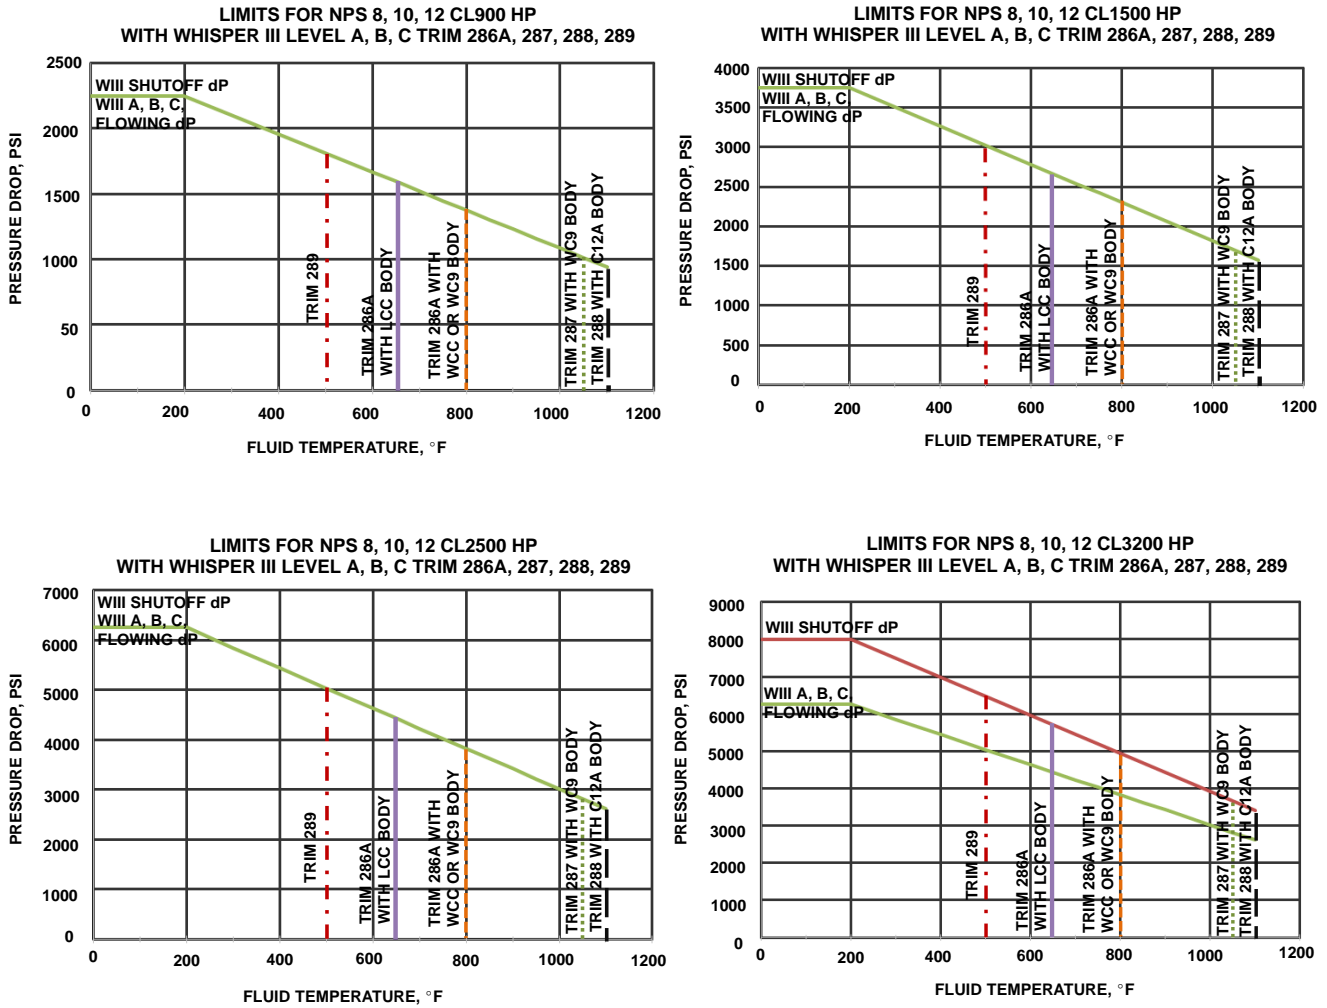 LIMITS FOR NPS 8, 10, 12 CL900 HP
WITH WHISPER III LEVEL A, B, C TRIM 286A, 287, 288, 289
PRESSURE DROP, PSI
2500
2000
1500
1000
50
0
WIII SHUTOFF dP
WIII A, B, C,
FLOWING dP
TRIM 289
TRIM 286A
WITH LCC BODY
TRIM 286A WITH
WCC OR WC9 BODY
TRIM 287 WITH WC9 BODY
TRIM 288 WITH C12A BODY
0 200 400 600 800 1000 1200
FLUID TEMPERATURE, °F
LIMITS FOR NPS 8, 10, 12 CL1500 HP
WITH WHISPER III LEVEL A, B, C TRIM 286A, 287, 288, 289
PRESSURE DROP, PSI
4000
3500
3000
2500
2000
1500
1000
500
0
WIII SHUTOFF dP
WIII A, B, C,
FLOWING dP
TRIM 289
TRIM 286A
WITH LCC BODY
TRIM 286A WITH
WCC OR WC9 BODY
TRIM 287 WITH WC9 BODY
TRIM 288 WITH C12A BODY
0 200 400 600 800 1000 1200
FLUID TEMPERATURE, °F
LIMITS FOR NPS 8, 10, 12 CL2500 HP
WITH WHISPER III LEVEL A, B, C TRIM 286A, 287, 288, 289
PRESSURE DROP, PSI
7000
6000
5000
4000
3000
2000
1000
0
WIII SHUTOFF dP
WIII A, B, C,
FLOWING dP
TRIM 289
TRIM 286A
WITH LCC BODY
TRIM 286A WITH
WCC OR WC9 BODY
TRIM 287 WITH WC9 BODY
TRIM 288 WITH C12A BODY
0 200 400 600 800 1000 1200
FLUID TEMPERATURE, °F
LIMITS FOR NPS 8, 10, 12 CL3200 HP
WITH WHISPER III LEVEL A, B, C TRIM 286A, 287, 288, 289
PRESSURE DROP, PSI
9000
8000
7000
6000
5000
4000
3000
2000
1000
0
WIII SHUTOFF dP
WIII A, B, C,
FLOWING dP
TRIM 289
TRIM 286A
WITH LCC BODY
TRIM 286A WITH
WCC OR WC9 BODY
TRIM 287 WITH WC9 BODY
TRIM 288 WITH C12A BODY
0 200 400 600 800 1000 1200
FLUID TEMPERATURE, °F